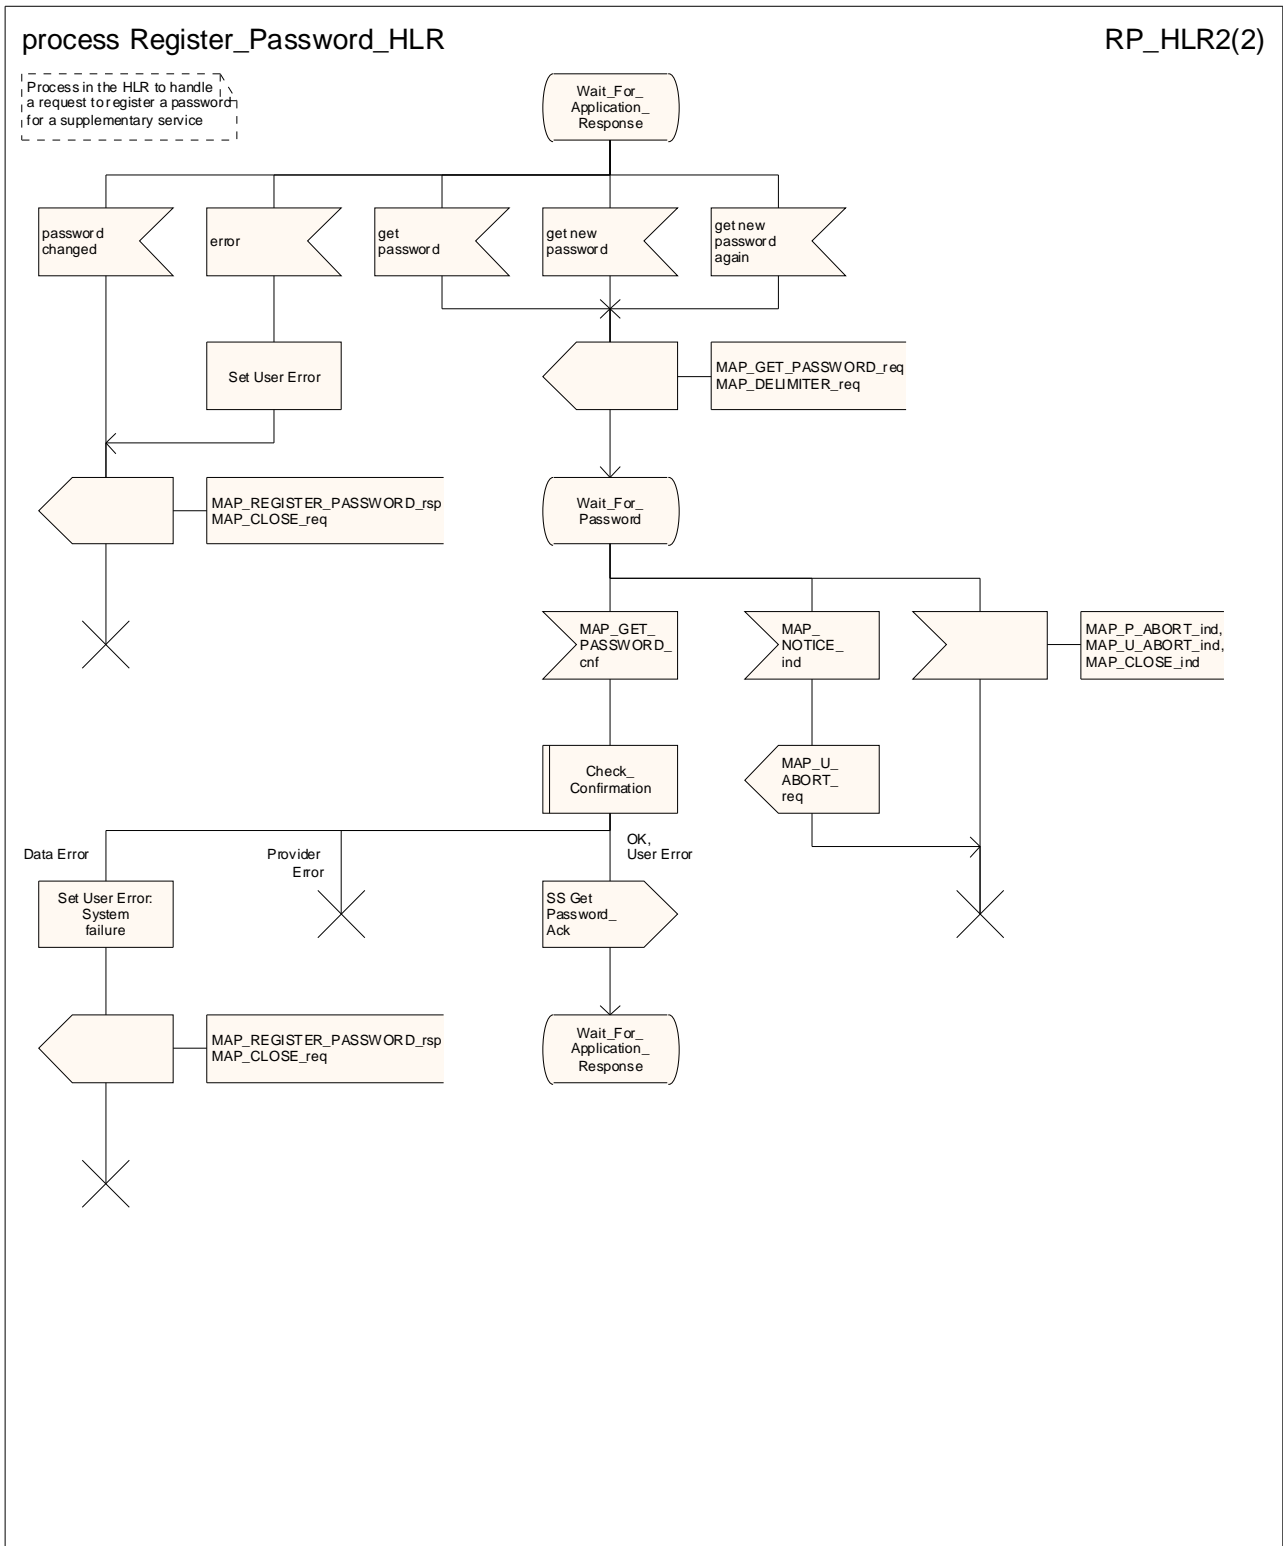 process Register_Password_HLR
RP_HLR2(2)
Process in the HLR to handle
a request to register a password
for a supplementary service
Wait_For_
Application_
Response
password
changed
error
get
password
get new
password
get new
password
again
Set User Error
MAP_GET_PASSWORD_req
MAP_DELIMITER_req
MAP_REGISTER_PASSWORD_rsp
MAP_CLOSE_req
Wait_For_
Password
MAP_GET_
PASSWORD_
cnf
MAP_
NOTICE_
ind
MAP_P_ABORT_ind,
MAP_U_ABORT_ind,
MAP_CLOSE_ind
Check_
Confirmation
MAP_U_
ABORT_
req
Data Error
Provider
Error
OK,
User Error
Set User Error:
System
failure
SS Get
Password_
Ack
MAP_REGISTER_PASSWORD_rsp
MAP_CLOSE_req
Wait_For_
Application_
Response